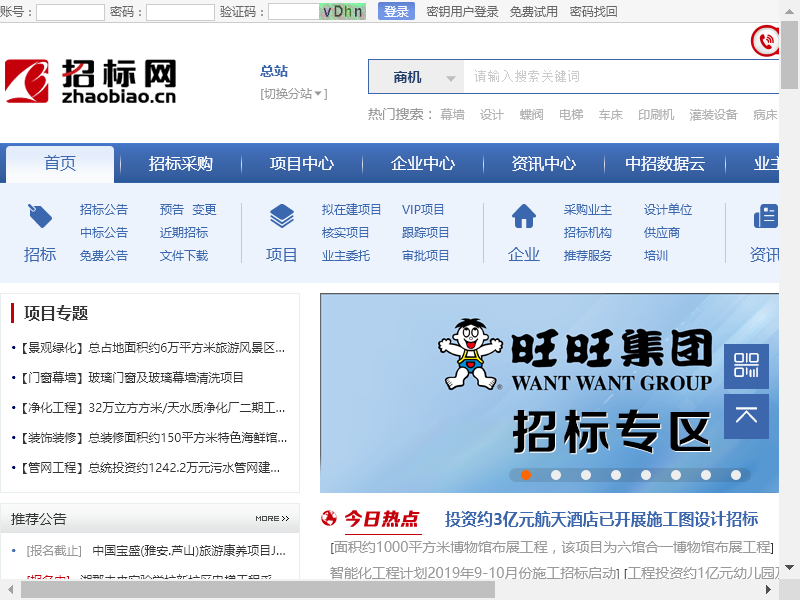 账号： 密码： 验证码： vDhn 登录 密钥用户登录 免费试用 密码找回
招标网
zhaobiao.cn
总站
[切换分站▾]
商机 请输入搜索关键词
热门搜索： 幕墙 设计 蝶阀 电梯 车床 印刷机 灌装设备 病床
首页 招标采购 项目中心 企业中心 资讯中心 中招数据云 业主
招标
招标公告 预告 变更
中标公告 近期招标
免费公告 文件下载
项目
拟在建项目 VIP项目
核实项目 跟踪项目
业主委托 审批项目
企业
采购业主 设计单位
招标机构 供应商
推荐服务 培训
资讯
项目专题
•【景观绿化】总占地面积约6万平方米旅游风景区...
•【门窗幕墙】玻璃门窗及玻璃幕墙清洗项目
•【净化工程】32万立方方米/天水质净化厂二期工...
•【装饰装修】总装修面积约150平方米特色海鲜馆...
•【管网工程】总统投资约1242.2万元污水管网建...
旺旺集团
WANT WANT GROUP
招标专区
推荐公告 MORE
• [报名截止] 中国宝盛(雅安.芦山)旅游康养项目J...
今日热点 投资约3亿元航天酒店已开展施工图设计招标
[面积约1000平方米博物馆布展工程，该项目为六馆合一博物馆布展工程]
智能化工程计划2019年9-10月份施工招标启动] [工程投资约1亿元幼儿园